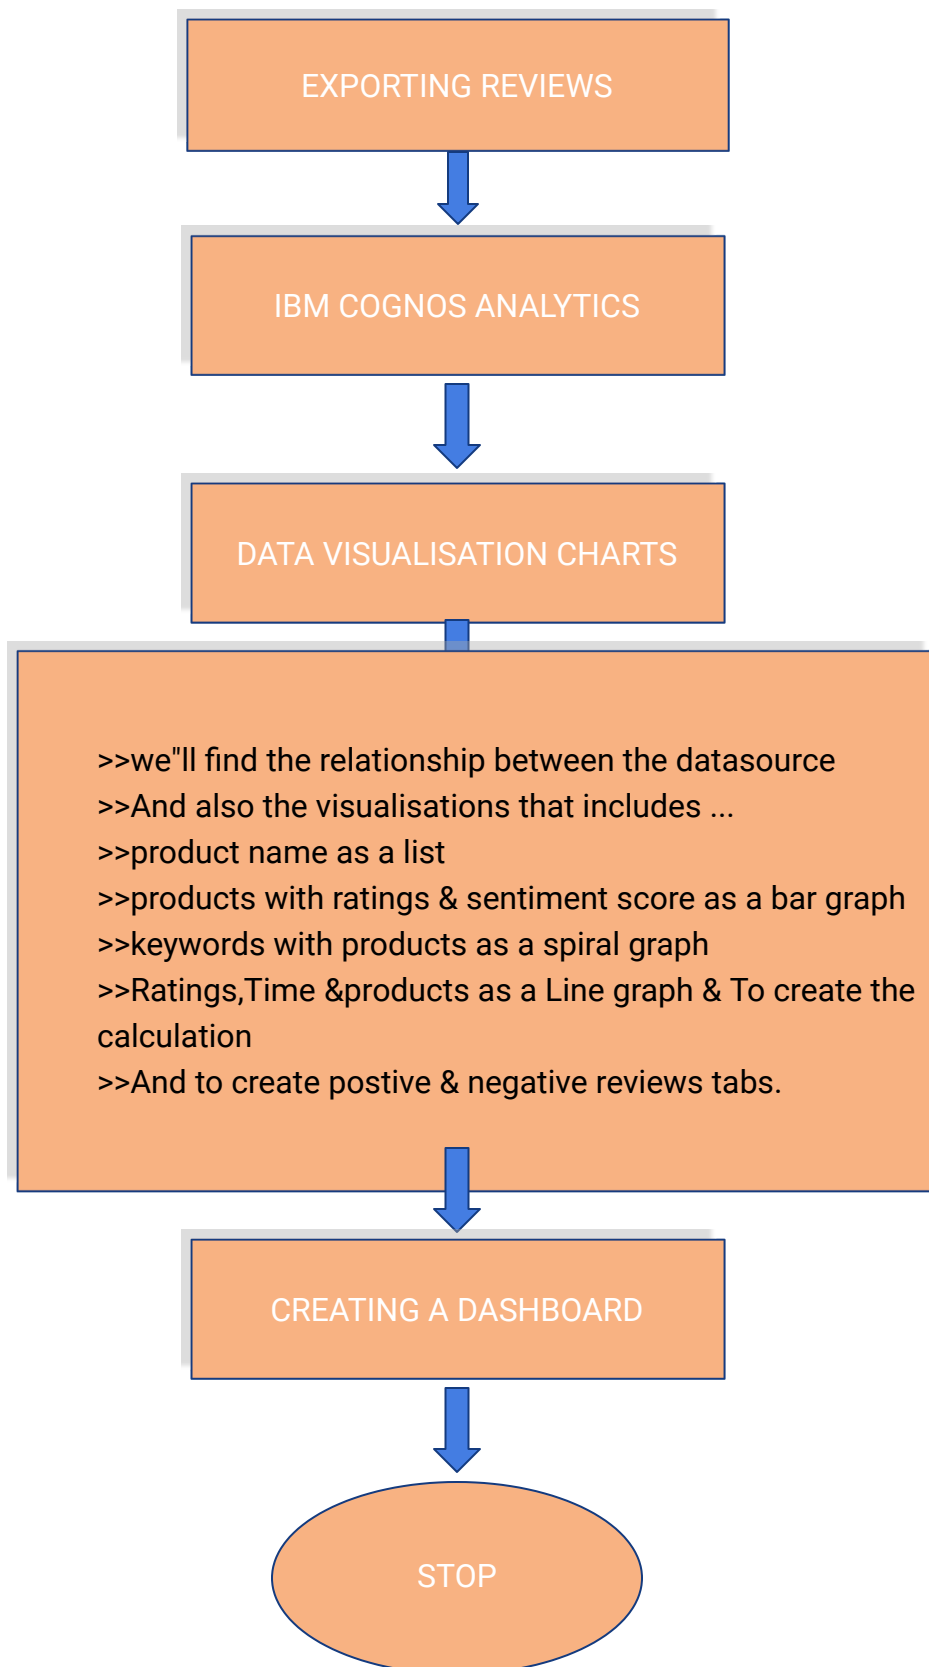 EXPORTING REVIEWS
IBM COGNOS ANALYTICS
DATA VISUALISATION CHARTS
>>we"ll find the relationship between the datasource
>>And also the visualisations that includes ...
>>product name as a list
>>products with ratings & sentiment score as a bar graph
>>keywords with products as a spiral graph
>>Ratings,Time &products as a Line graph & To create the
calculation
>>And to create postive & negative reviews tabs.
CREATING A DASHBOARD
STOP